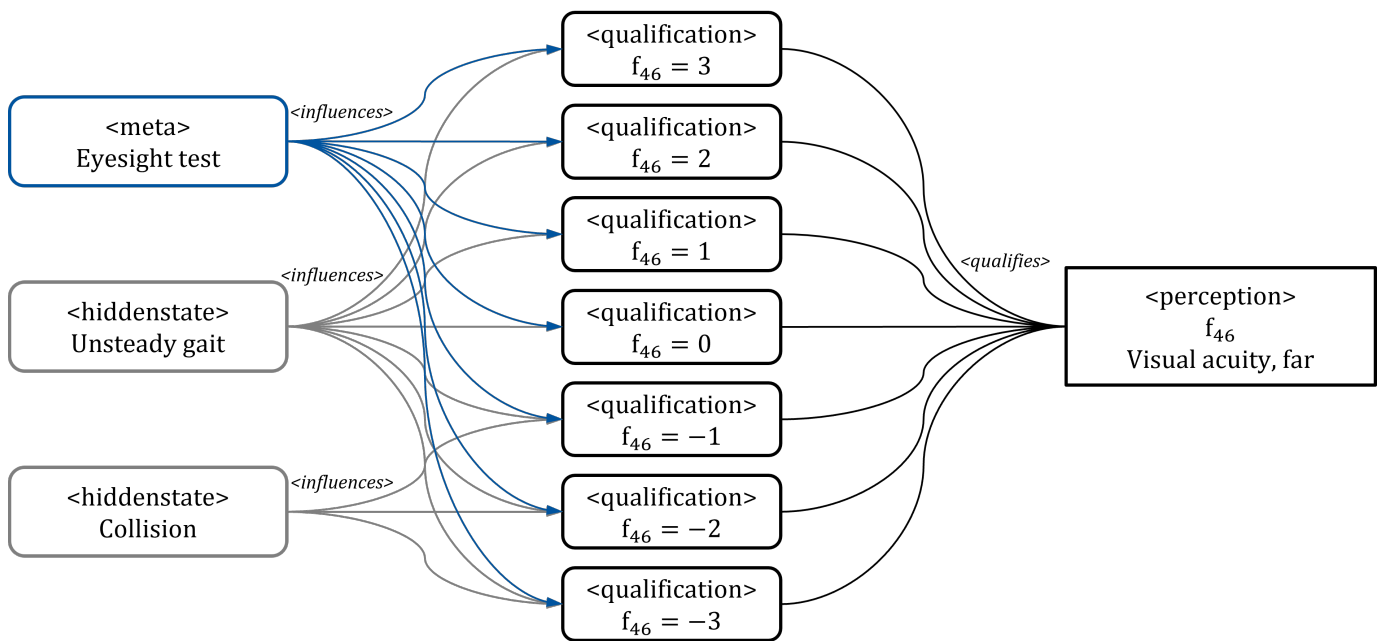 <meta>
Eyesight test
<influences>
<hiddenstate>
Unsteady gait
<influences>
<hiddenstate>
Collision
<influences>
<qualification>
f₄₆ = 3
<qualification>
f₄₆ = 2
<qualification>
f₄₆ = 1
<qualification>
f₄₆ = 0
<qualification>
f₄₆ = −1
<qualification>
f₄₆ = −2
<qualification>
f₄₆ = −3
<qualifies>
<perception>
f₄₆
Visual acuity, far